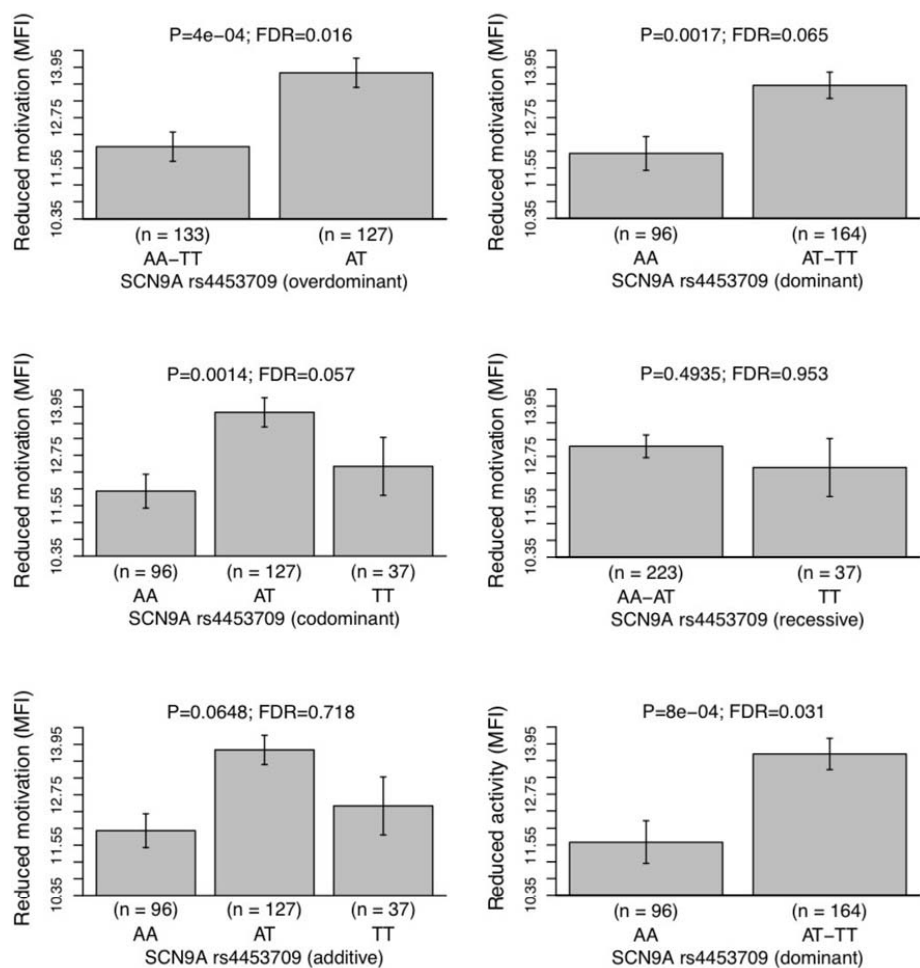 P=4e−04; FDR=0.016
Reduced motivation (MFI)
13.95
12.75
11.55
10.35
(n = 133) (n = 127)
AA−TT AT
SCN9A rs4453709 (overdominant)
P=0.0017; FDR=0.065
Reduced motivation (MFI)
13.95
12.75
11.55
10.35
(n = 96) (n = 164)
AA AT−TT
SCN9A rs4453709 (dominant)
P=0.0014; FDR=0.057
Reduced motivation (MFI)
13.95
12.75
11.55
10.35
(n = 96) (n = 127) (n = 37)
AA AT TT
SCN9A rs4453709 (codominant)
P=0.4935; FDR=0.953
Reduced motivation (MFI)
13.95
12.75
11.55
10.35
(n = 223) (n = 37)
AA−AT TT
SCN9A rs4453709 (recessive)
P=0.0648; FDR=0.718
Reduced motivation (MFI)
13.95
12.75
11.55
10.35
(n = 96) (n = 127) (n = 37)
AA AT TT
SCN9A rs4453709 (additive)
P=8e−04; FDR=0.031
Reduced activity (MFI)
13.95
12.75
11.55
10.35
(n = 96) (n = 164)
AA AT−TT
SCN9A rs4453709 (dominant)